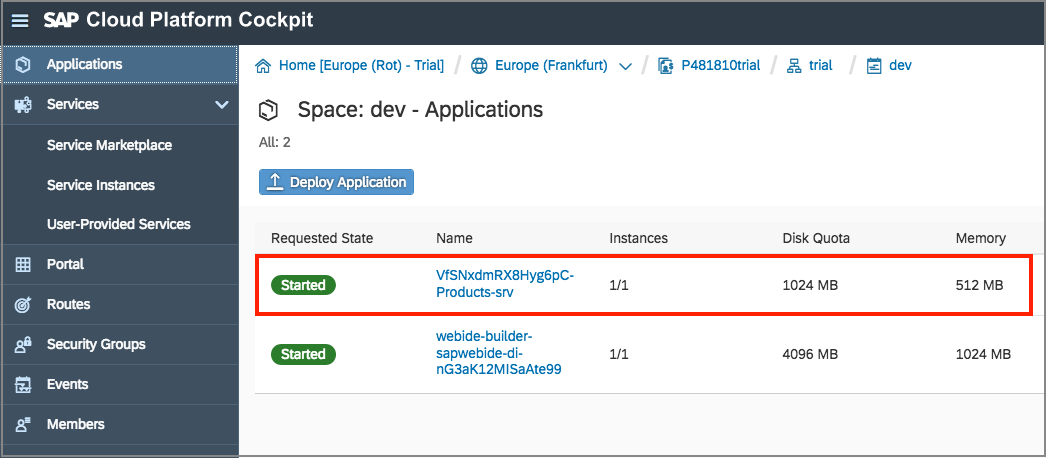 SAP Cloud Platform Cockpit
Applications
Services
Service Marketplace
Service Instances
User-Provided Services
Portal
Routes
Security Groups
Events
Members
Home [Europe (Rot) - Trial] / Europe (Frankfurt) / P481810trial / trial / dev
Space: dev - Applications
All: 2
Deploy Application
Requested State Name Instances Disk Quota Memory
Started VfSNxdmRX8Hyg6pC- 1/1 1024 MB 512 MB
Products-srv
webide-builder-
Started sapwebide-di- 1/1 4096 MB 1024 MB
nG3aK12MISaAte99